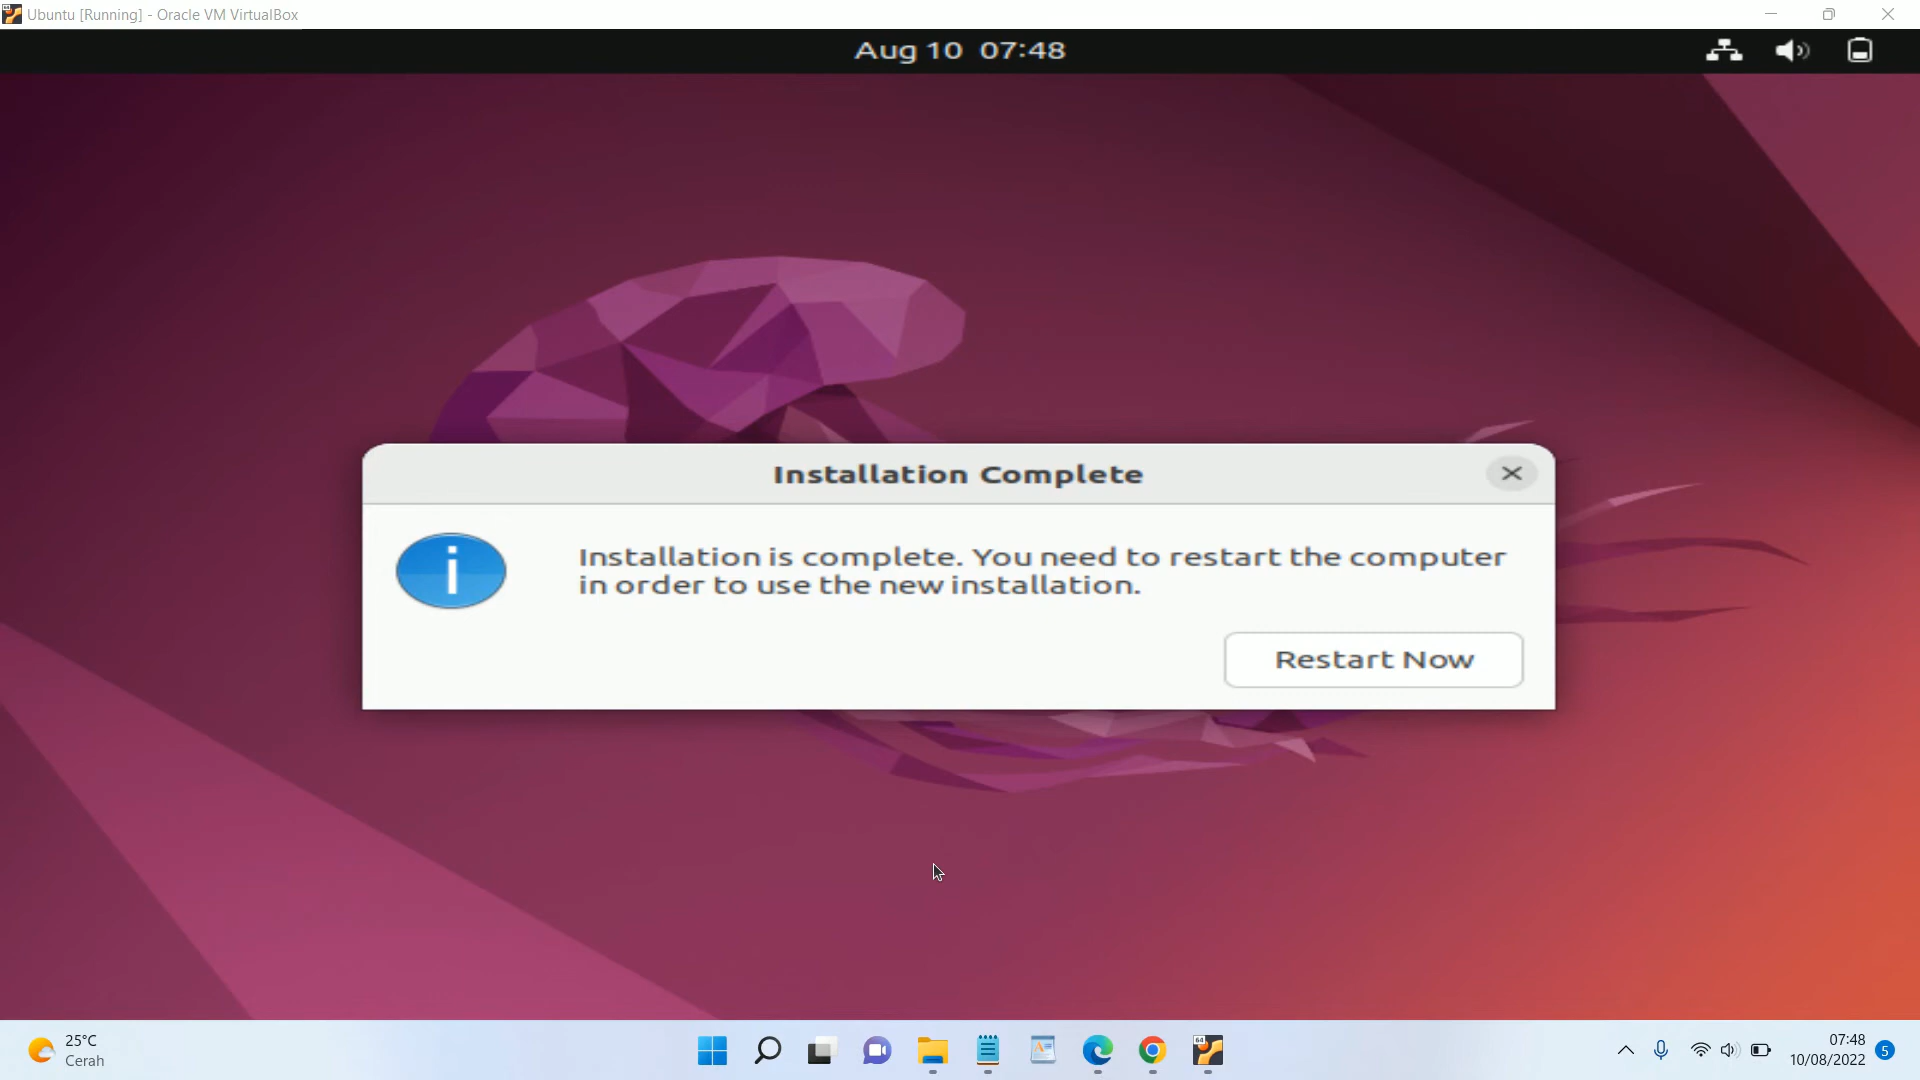 Ubuntu [Running] - Oracle VM VirtualBox
Aug 10 07:48
Installation Complete
Installation is complete. You need to restart the computer
in order to use the new installation.
Restart Now
25°C
Cerah
64
07:48
10/08/2022
5